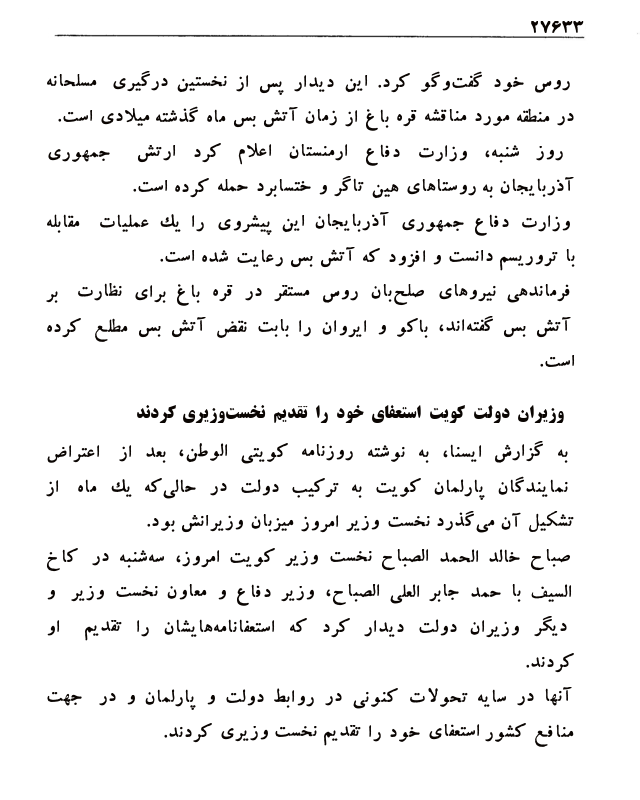 ۲۷۶۳۳
روس خود گفت‌وگو کرد. این دیدار پس از نخستین درگیری مسلحانه
در منطقه مورد مناقشه قره باغ از زمان آتش بس ماه گذشته میلادی است.
روز شنبه، وزارت دفاع ارمنستان اعلام کرد ارتش جمهوری
آذربایجان به روستاهای هین تاگر و ختسابرد حمله کرده است.
وزارت دفاع جمهوری آذربایجان این پیشروی را یك عملیات مقابله
با تروریسم دانست و افزود که آتش بس رعایت شده است.
فرماندهی نیروهای صلح‌بان روس مستقر در قره باغ برای نظارت بر
آتش بس گفته‌اند، باکو و ایروان را بابت نقض آتش بس مطلع کرده
است.
وزیران دولت کویت استعفای خود را تقدیم نخست‌وزیری کردند
به گزارش ایسنا، به نوشته روزنامه کویتی الوطن، بعد از اعتراض
نمایندگان پارلمان کویت به ترکیب دولت در حالی‌که یك ماه از
تشکیل آن می‌گذرد نخست وزیر امروز میزبان وزیرانش بود.
صباح خالد الحمد الصباح نخست وزیر کویت امروز، سه‌شنبه در کاخ
السیف با حمد جابر العلی الصباح، وزیر دفاع و معاون نخست وزیر و
دیگر وزیران دولت دیدار کرد که استعفانامه‌هایشان را تقدیم او
کردند.
آنها در سایه تحولات کنونی در روابط دولت و پارلمان و در جهت
منافع کشور استعفای خود را تقدیم نخست وزیری کردند.